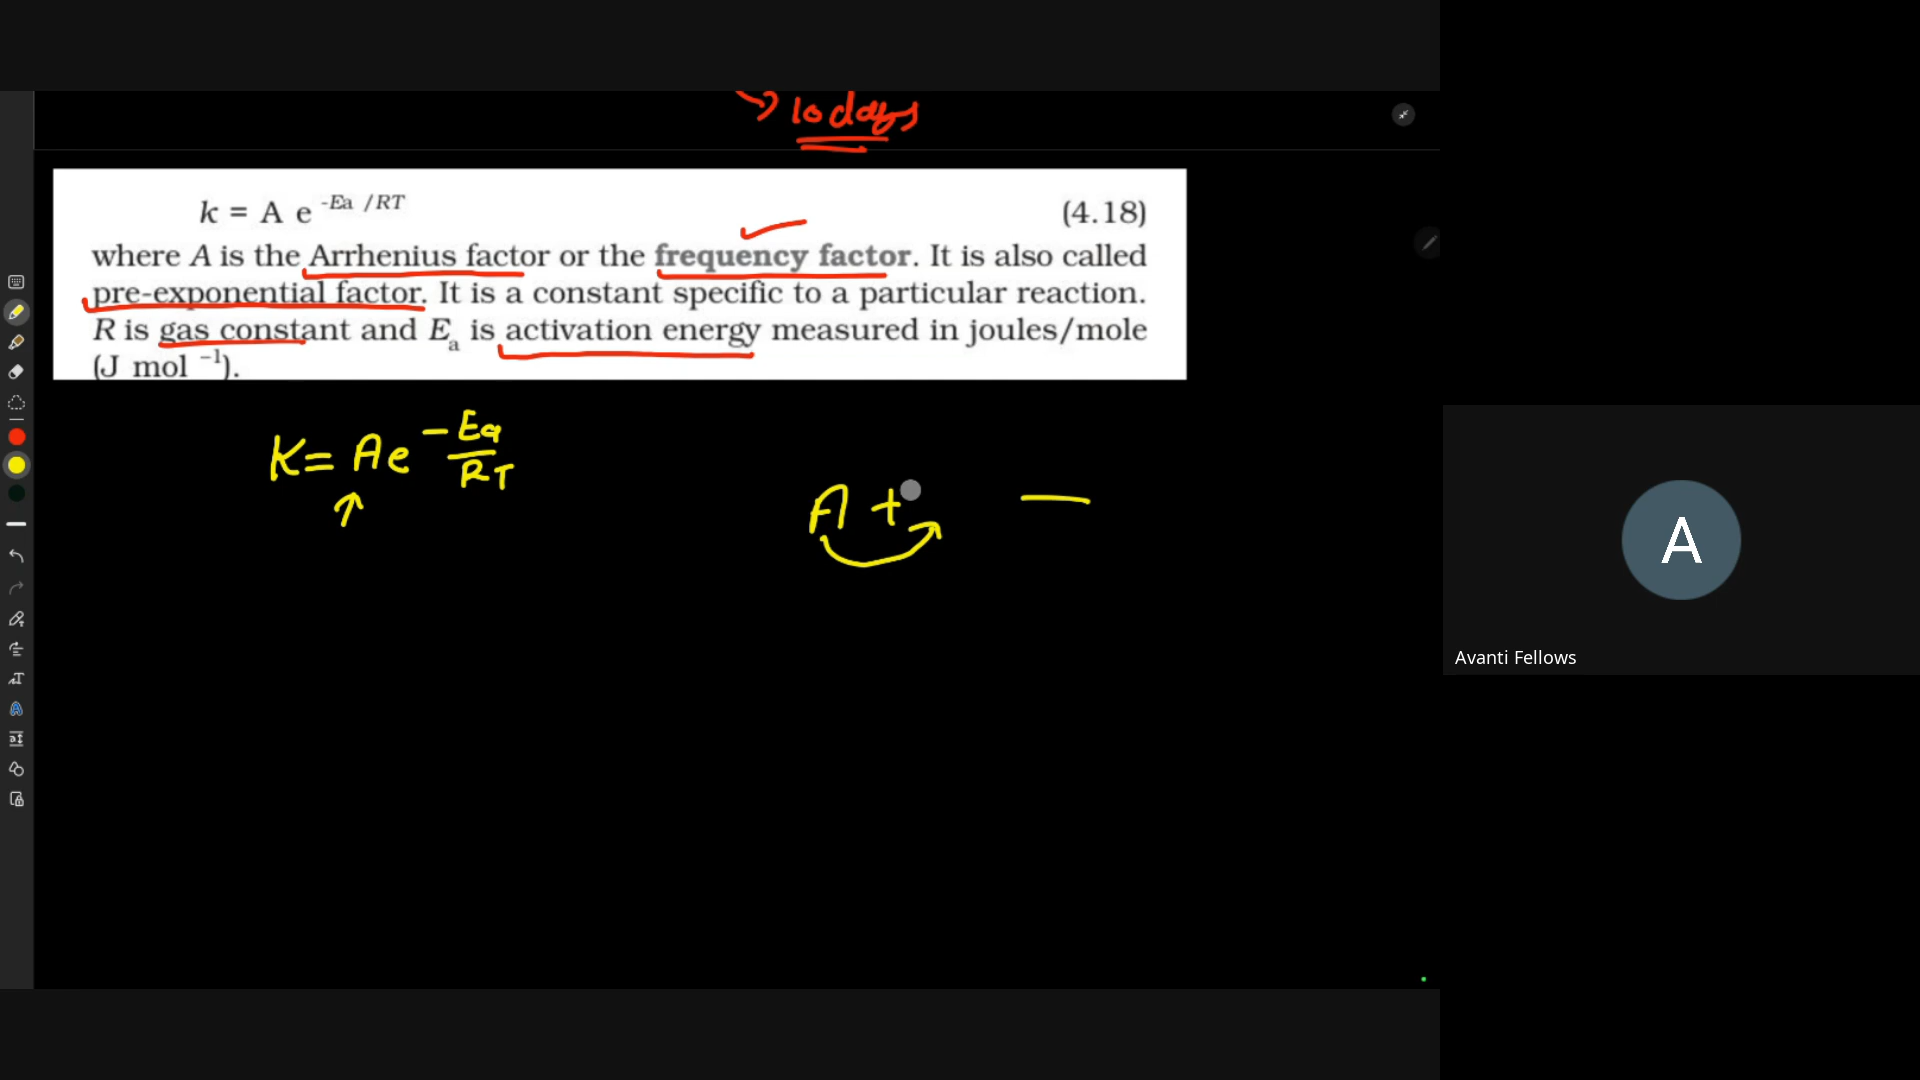 10 days
k = A e -Ea /RT (4.18)
where A is the Arrhenius factor or the frequency factor. It is also called
pre-exponential factor. It is a constant specific to a particular reaction.
R is gas constant and Ea is activation energy measured in joules/mole
(J mol –1).
K= Ae -Ea/RT
A +
A
Avanti Fellows